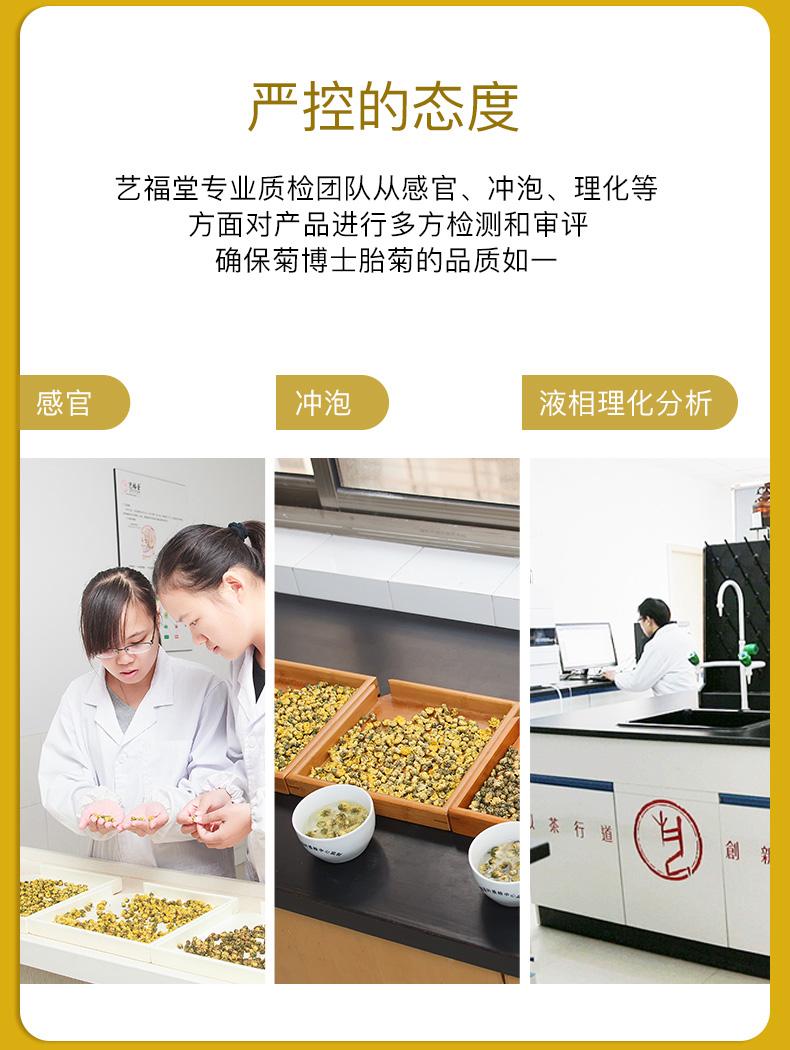 严控的态度
艺福堂专业质检团队从感官、冲泡、理化等
方面对产品进行多方检测和审评
确保菊博士胎菊的品质如一
感官
冲泡
液相理化分析
茶行道
創新